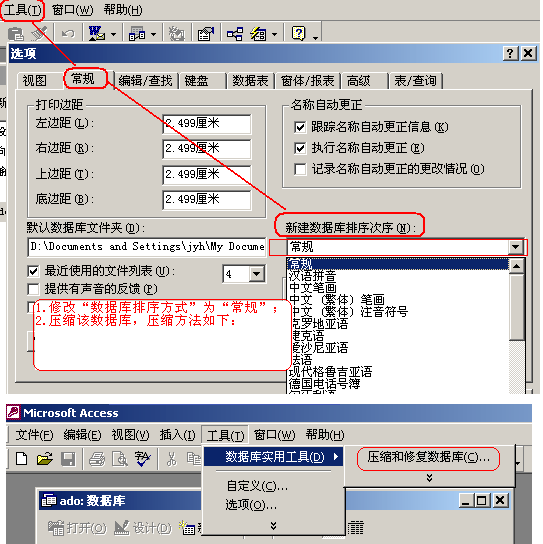 工具(T) 窗口(W) 帮助(H)
选项
视图 常规 编辑/查找 键盘 数据表 窗体/报表 高级 表/查询
打印边距
左边距(L): 2.499厘米
右边距(R): 2.499厘米
上边距(T): 2.499厘米
底边距(B): 2.499厘米
名称自动更正
跟踪名称自动更正信息(K)
执行名称自动更正(E)
记录名称自动更正的更改情况(O)
默认数据库文件夹(D):
D:\Documents and Settings\jyh\My Docume
新建数据库排序次序(N):
常规
最近使用的文件列表(U): 4
提供有声音的反馈(P)
常规
汉语拼音
中文笔画
中文 (繁体) 笔画
中文 (繁体) 注音符号
克罗地亚语
捷克语
爱沙尼亚语
法语
现代格鲁吉亚语
德国电话号簿
1.修改“数据库排序方式”为“常规”;
2.压缩该数据库, 压缩方法如下:
Microsoft Access
文件(F) 编辑(E) 视图(V) 插入(I) 工具(T) 窗口(W) 帮助(H)
数据库实用工具(D) 压缩和修复数据库(C)...
自定义(C)...
选项(O)...
ado: 数据库
打开(O) 设计(D)